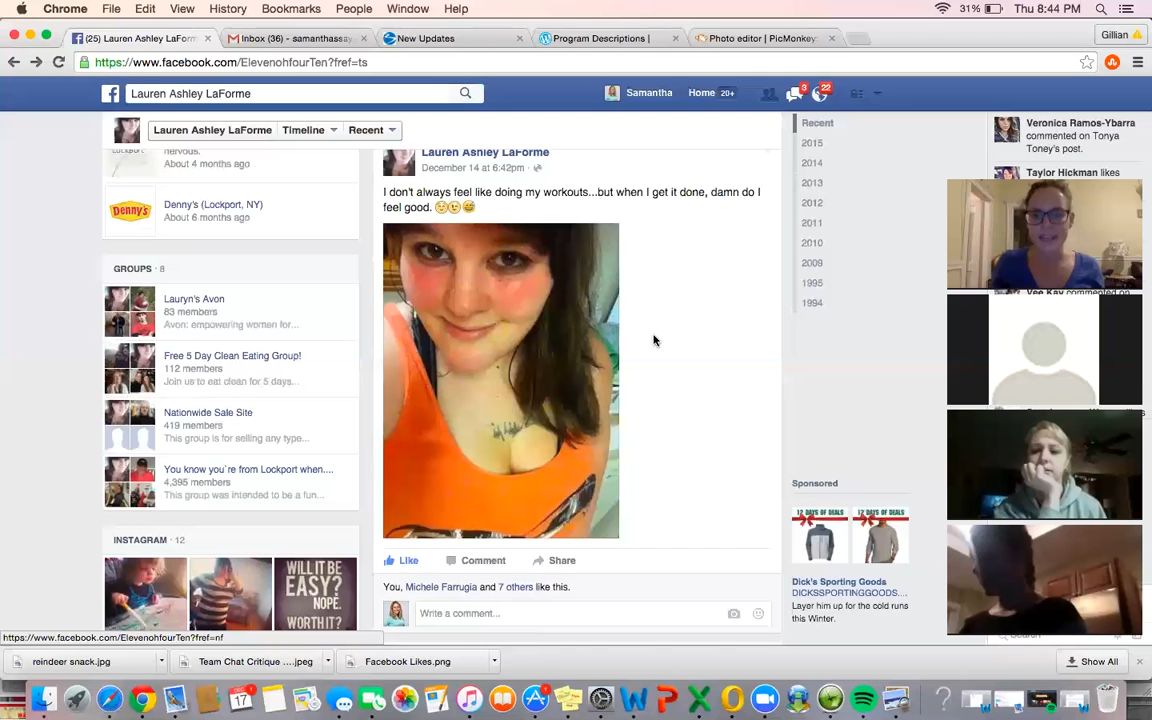 Chrome File Edit View History Bookmarks People Window Help 31% Thu 8:44 PM
(25) Lauren Ashley LaForm Inbox (36) - samanthassay New Updates Program Descriptions | Photo editor | PicMonkey: Gillian
https://www.facebook.com/ElevenohfourTen?fref=ts
Lauren Ashley LaForme Samantha Home 20+ 3 22
Lauren Ashley LaForme Timeline Recent
nervous.
About 4 months ago
Denny's
Denny's (Lockport, NY)
About 6 months ago
GROUPS · 8
Lauryn's Avon
83 members
Avon: empowering women for...
Free 5 Day Clean Eating Group!
112 members
Join us to eat clean for 5 days...
Nationwide Sale Site
419 members
This group is for selling any type...
You know you`re from Lockport when....
4,395 members
This group was intended to be a fun...
INSTAGRAM · 12
WILL IT BE
EASY?
NOPE.
WORTH IT?
Lauren Ashley LaForme
December 14 at 6:42pm ·
I don't always feel like doing my workouts...but when I get it done, damn do I
feel good.
Like Comment Share
You, Michele Farrugia and 7 others like this.
Write a comment...
Recent
2015
2014
2013
2012
2011
2010
2009
1995
1994
Sponsored
12 DAYS OF DEALS 12 DAYS OF DEALS
Dick's Sporting Goods
DICKSSPORTINGGOODS....
Layer him up for the cold runs
this Winter.
Veronica Ramos-Ybarra
commented on Tonya
Toney's post.
Taylor Hickman likes
Vee Kay commented on
https://www.facebook.com/ElevenohfourTen?fref=nf
reindeer snack.jpg Team Chat Critique ....jpeg Facebook Likes.png Show All
17